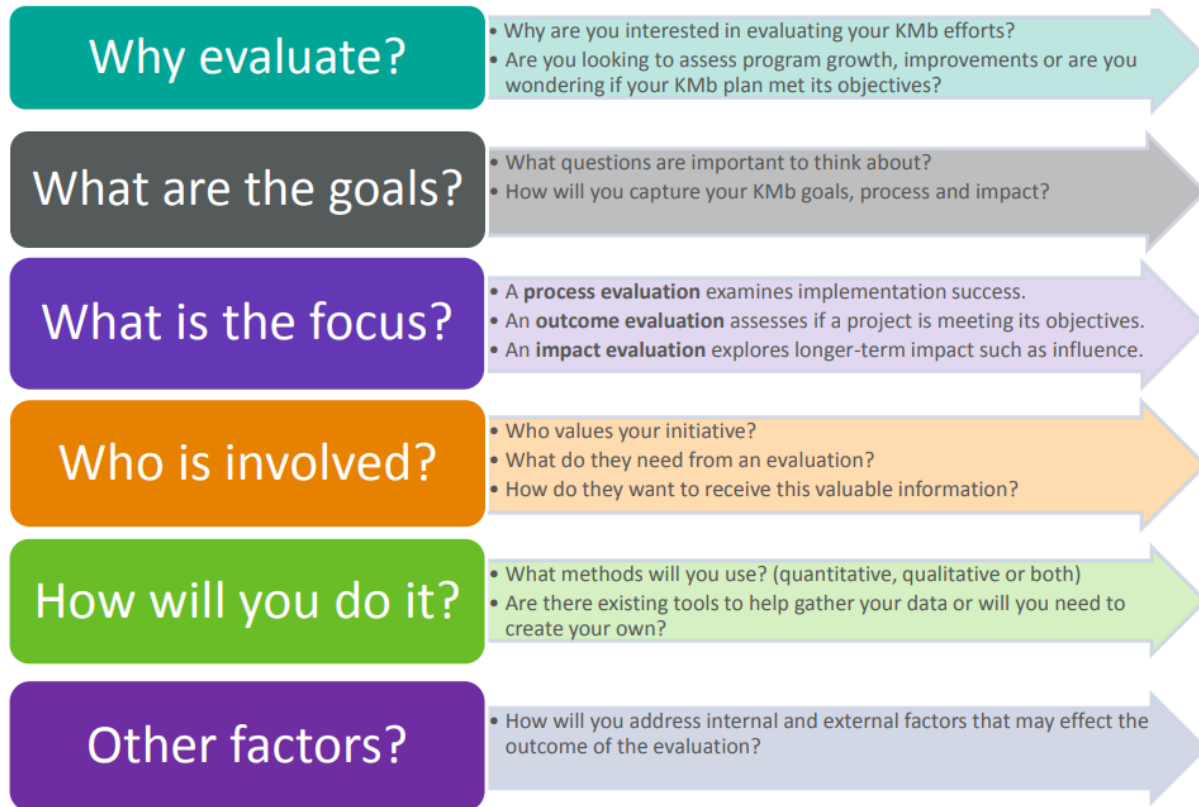 Why evaluate?
• Why are you interested in evaluating your KMb efforts?
• Are you looking to assess program growth, improvements or are you
wondering if your KMb plan met its objectives?
What are the goals?
• What questions are important to think about?
• How will you capture your KMb goals, process and impact?
What is the focus?
• A process evaluation examines implementation success.
• An outcome evaluation assesses if a project is meeting its objectives.
• An impact evaluation explores longer-term impact such as influence.
Who is involved?
• Who values your initiative?
• What do they need from an evaluation?
• How do they want to receive this valuable information?
How will you do it?
• What methods will you use? (quantitative, qualitative or both)
• Are there existing tools to help gather your data or will you need to
create your own?
Other factors?
• How will you address internal and external factors that may effect the
outcome of the evaluation?